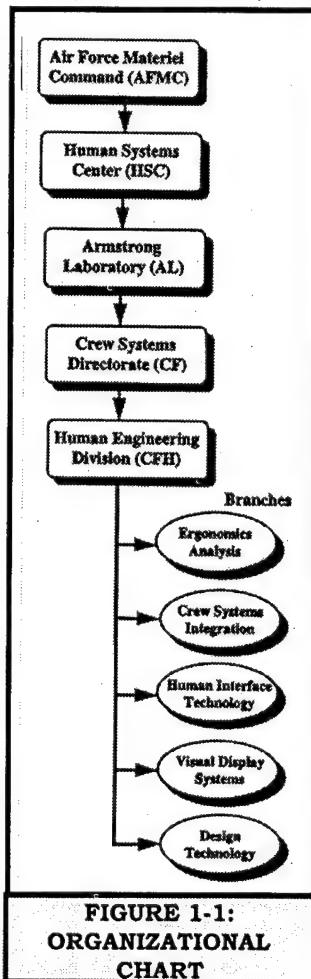 Air Force Materiel
Command (AFMC)
Human Systems
Center (HSC)
Armstrong
Laboratory (AL)
Crew Systems
Directorate (CF)
Human Engineering
Division (CFH)
Branches
Ergonomics
Analysis
Crew Systems
Integration
Human Interface
Technology
Visual Display
Systems
Design
Technology
FIGURE 1-1:
ORGANIZATIONAL
CHART